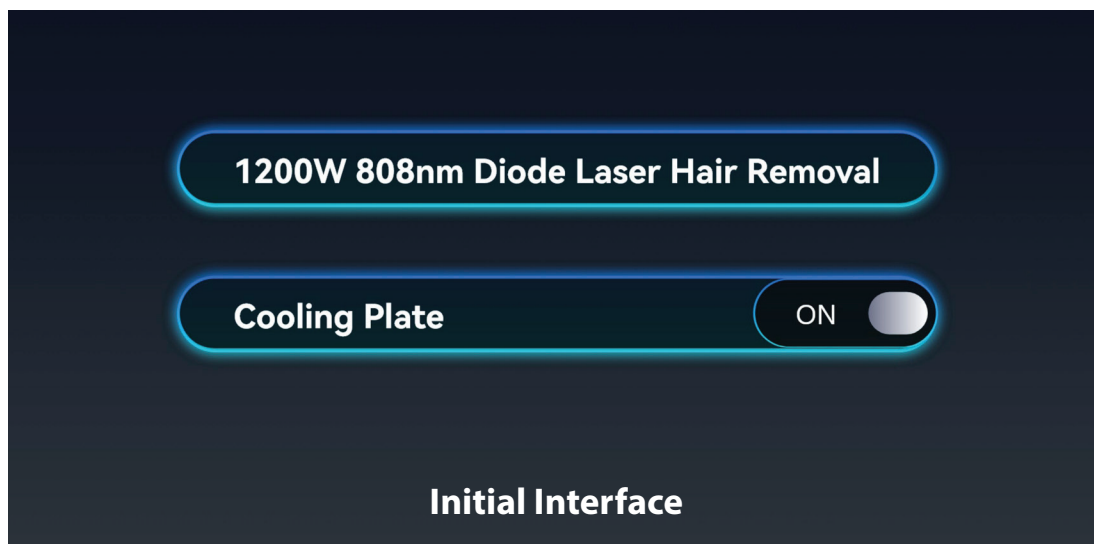 1200W 808nm Diode Laser Hair Removal
Cooling Plate ON
Initial Interface